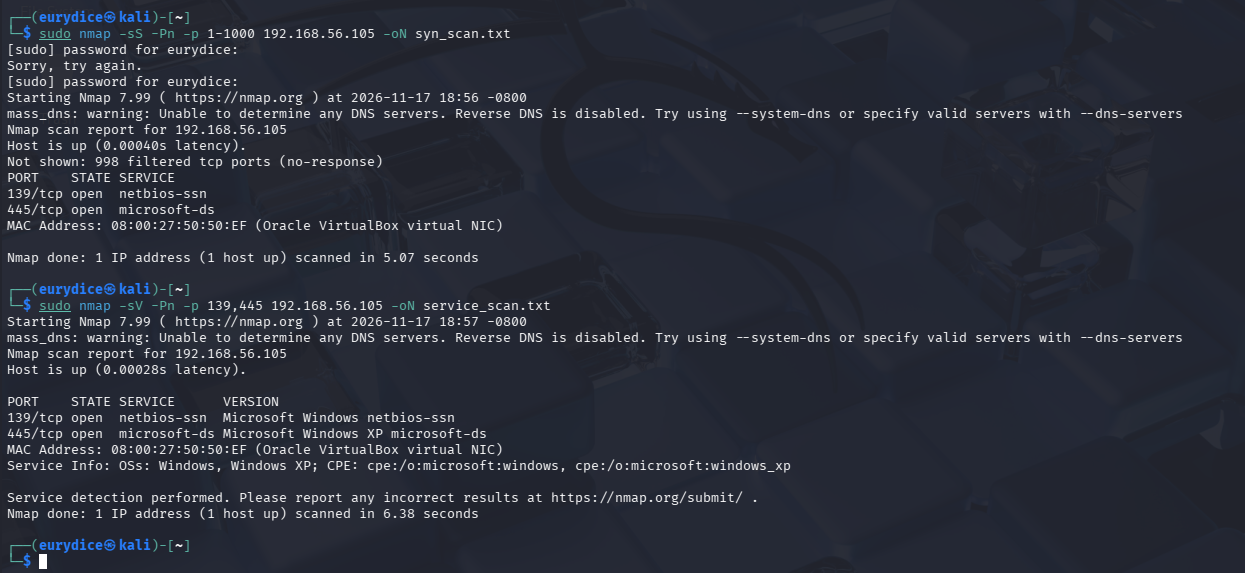 ┌──(eurydice㉿kali)-[~]
└─$ sudo nmap -sS -Pn -p 1-1000 192.168.56.105 -oN syn_scan.txt
[sudo] password for eurydice:
Sorry, try again.
[sudo] password for eurydice:
Starting Nmap 7.99 ( https://nmap.org ) at 2026-11-17 18:56 -0800
mass_dns: warning: Unable to determine any DNS servers. Reverse DNS is disabled. Try using --system-dns or specify valid servers with --dns-servers
Nmap scan report for 192.168.56.105
Host is up (0.00040s latency).
Not shown: 998 filtered tcp ports (no-response)
PORT    STATE SERVICE
139/tcp open  netbios-ssn
445/tcp open  microsoft-ds
MAC Address: 08:00:27:50:50:EF (Oracle VirtualBox virtual NIC)

Nmap done: 1 IP address (1 host up) scanned in 5.07 seconds

┌──(eurydice㉿kali)-[~]
└─$ sudo nmap -sV -Pn -p 139,445 192.168.56.105 -oN service_scan.txt
Starting Nmap 7.99 ( https://nmap.org ) at 2026-11-17 18:57 -0800
mass_dns: warning: Unable to determine any DNS servers. Reverse DNS is disabled. Try using --system-dns or specify valid servers with --dns-servers
Nmap scan report for 192.168.56.105
Host is up (0.00028s latency).

PORT    STATE SERVICE      VERSION
139/tcp open  netbios-ssn  Microsoft Windows netbios-ssn
445/tcp open  microsoft-ds Microsoft Windows XP microsoft-ds
MAC Address: 08:00:27:50:50:EF (Oracle VirtualBox virtual NIC)
Service Info: OSs: Windows, Windows XP; CPE: cpe:/o:microsoft:windows, cpe:/o:microsoft:windows_xp

Service detection performed. Please report any incorrect results at https://nmap.org/submit/ .
Nmap done: 1 IP address (1 host up) scanned in 6.38 seconds

┌──(eurydice㉿kali)-[~]
└─$